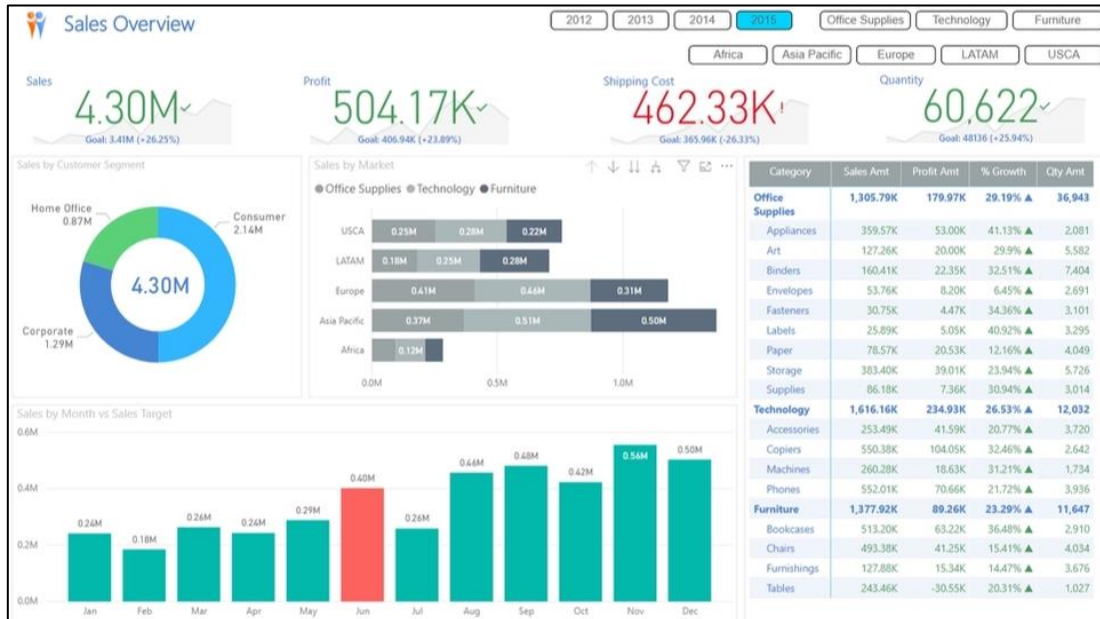 Sales Overview
2012 2013 2014 2015 Office Supplies Technology Furniture
Africa Asia Pacific Europe LATAM USCA
Sales
4.30M
Goal: 3.41M (+26.25%)
Profit
504.17K
Goal: 406.94K (+23.89%)
Shipping Cost
462.33K!
Goal: 365.96K (-26.33%)
Quantity
60,622
Goal: 48136 (+25.94%)
Sales by Customer Segment
Home Office
0.87M
Consumer
2.14M
4.30M
Corporate
1.29M
Sales by Market
Office Supplies Technology Furniture
USCA 0.25M 0.28M 0.22M
LATAM 0.18M 0.25M 0.28M
Europe 0.41M 0.46M 0.31M
Asia Pacific 0.37M 0.51M 0.50M
Africa 0.12M
0.0M 0.5M 1.0M
Sales by Month vs Sales Target
0.6M
0.4M
0.2M
0.0M
0.24M 0.18M 0.26M 0.24M 0.29M 0.40M 0.26M 0.46M 0.48M 0.42M 0.56M 0.50M
Jan Feb Mar Apr May Jun Jul Aug Sep Oct Nov Dec
Category Sales Amt Profit Amt % Growth Qty Amt
Office Supplies 1,305.79K 179.97K 29.19% ▲ 36,943
Appliances 359.57K 53.00K 41.13% ▲ 2,081
Art 127.26K 20.00K 29.9% ▲ 5,582
Binders 160.41K 22.35K 32.51% ▲ 7,404
Envelopes 53.76K 8.20K 6.45% ▲ 2,691
Fasteners 30.75K 4.47K 34.36% ▲ 3,101
Labels 25.89K 5.05K 40.92% ▲ 3,295
Paper 78.57K 20.53K 12.16% ▲ 4,049
Storage 383.40K 39.01K 23.94% ▲ 5,726
Supplies 86.18K 7.36K 30.94% ▲ 3,014
Technology 1,616.16K 234.93K 26.53% ▲ 12,032
Accessories 253.49K 41.59K 20.77% ▲ 3,720
Copiers 550.38K 104.05K 32.46% ▲ 2,642
Machines 260.28K 18.63K 31.21% ▲ 1,734
Phones 552.01K 70.66K 21.72% ▲ 3,936
Furniture 1,377.92K 89.26K 23.29% ▲ 11,647
Bookcases 513.20K 63.22K 36.48% ▲ 2,910
Chairs 493.38K 41.25K 15.41% ▲ 4,034
Furnishings 127.88K 15.34K 14.47% ▲ 3,676
Tables 243.46K -30.55K 20.31% ▲ 1,027